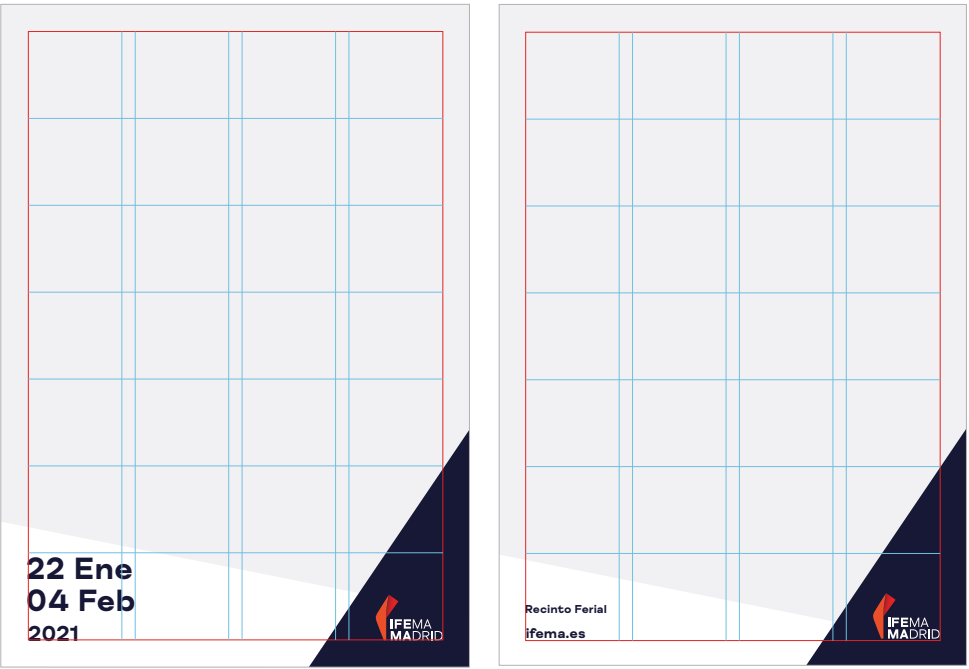 22 Ene
04 Feb
2021
IFEMA
MADRID
Recinto Ferial
ifema.es
IFEMA
MADRID